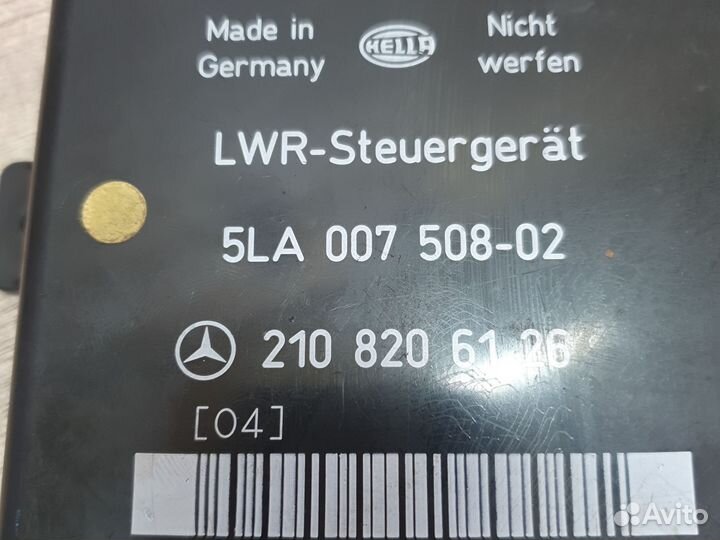 Made in Germany
HELLA
Nicht werfen
LWR-Steuergerät
5LA 007 508-02
210 820 61 26
[04]
Avito